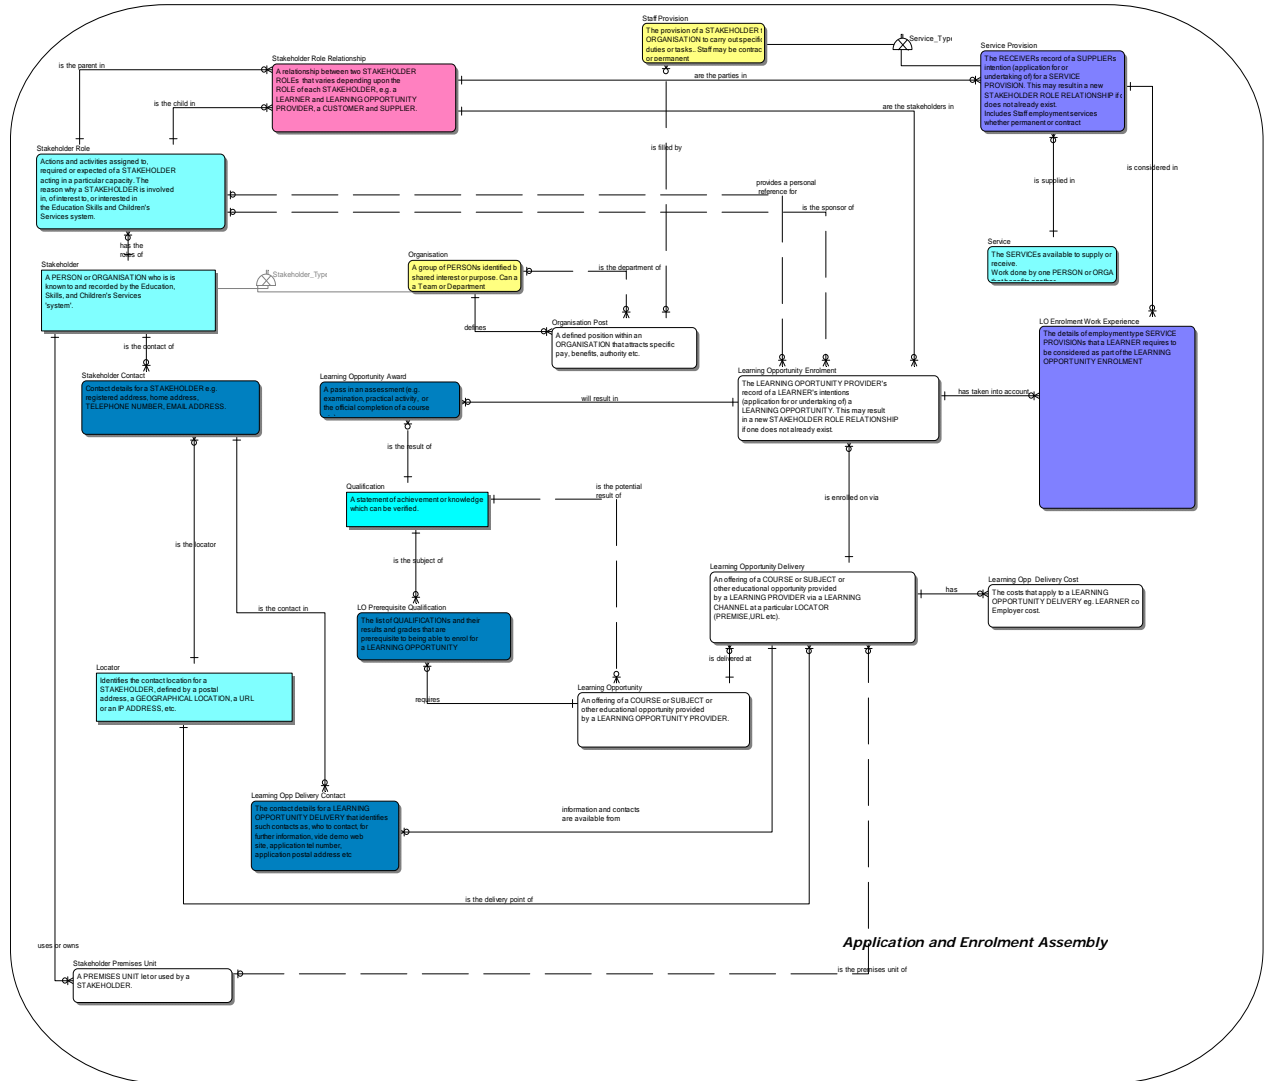 Staff Provision
The provision of a STAKEHOLDER t
ORGANISATION to carry out specific
duties or tasks.. Staff may be contrac
or permanent
Service_Type
Service Provision
The RECEIVERs record of a SUPPLIERs
intention (application for or
undertaking of) for a SERVICE
PROVISION. This may result in a new
STAKEHOLDER ROLE RELATIONSHIP if c
does not already exist.
Includes Staff employment services
whether permanent or contract
Stakeholder Role Relationship
A relationship between two STAKEHOLDER
ROLEs that varies depending upon the
ROLE of each STAKEHOLDER, e.g. a
LEARNER and LEARNING OPPORTUNITY
PROVIDER, a CUSTOMER and SUPPLIER.
is the parent in
is the child in
are the parties in
are the stakeholders in
is filled by
is considered in
is supplied in
Stakeholder Role
Actions and activities assigned to,
required or expected of a STAKEHOLDER
acting in a particular capacity. The
reason why a STAKEHOLDER is involved
in, of interest to, or interested in
the Education Skills and Children's
Services system.
provides a personal
reference for
is the sponsor of
has the
roles of
Service
The SERVICEs available to supply or
receive.
Work done by one PERSON or ORGA
that benefits another
Stakeholder
A PERSON or ORGANISATION who is is
known to and recorded by the Education,
Skills, and Children's Services
'system'.
Stakeholder_Type
Organisation
A group of PERSONs identified b
shared interest or purpose. Can a
a Team or Department
is the department of
defines
Organisation Post
A defined position within an
ORGANISATION that attracts specific
pay, benefits, authority etc.
LO Enrolment Work Experience
The details of employment type SERVICE
PROVISIONs that a LEARNER requires to
be considered as part of the LEARNING
OPPORTUNITY ENROLMENT
is the contact of
Stakeholder Contact
Contact details for a STAKEHOLDER e.g.
registered address, home address,
TELEPHONE NUMBER, EMAIL ADDRESS.
Learning Opportunity Award
A pass in an assessment (e.g.
examination, practical activity, or
the official completion of a course
will result in
Learning Opportunity Enrolment
The LEARNING OPORTUNITY PROVIDER's
record of a LEARNER's intentions
(application for or undertaking of) a
LEARNING OPPORTUNITY. This may result
in a new STAKEHOLDER ROLE RELATIONSHIP
if one does not already exist.
has taken into account
is the result of
Qualification
A statement of achievement or knowledge
which can be verified.
is the potential
result of
is enrolled on via
is the locator
is the subject of
Learning Opportunity Delivery
An offering of a COURSE or SUBJECT or
other educational opportunity provided
by a LEARNING PROVIDER via a LEARNING
CHANNEL at a particular LOCATOR
(PREMISE,URL etc).
has
Learning Opp Delivery Cost
The costs that apply to a LEARNING
OPPORTUNITY DELIVERY eg. LEARNER co
Employer cost.
is the contact in
LO Prerequisite Qualification
The list of QUALIFICATIONs and their
results and grades that are
prerequisite to being able to enrol for
a LEARNING OPPORTUNITY
is delivered at
requires
Locator
Identifies the contact location for a
STAKEHOLDER, defined by a postal
address, a GEOGRAPHICAL LOCATION, a URL
or an IP ADDRESS, etc.
Learning Opportunity
An offering of a COURSE or SUBJECT or
other educational opportunity provided
by a LEARNING OPPORTUNITY PROVIDER.
Learning Opp Delivery Contact
The contact details for a LEARNING
OPPORTUNITY DELIVERY that identifies
such contacts as, who to contact, for
further information, vide demo web
site, application tel number,
application postal address etc
information and contacts
are available from
is the delivery point of
Application and Enrolment Assembly
uses or owns
Stakeholder Premises Unit
A PREMISES UNIT let or used by a
STAKEHOLDER.
is the premises unit of